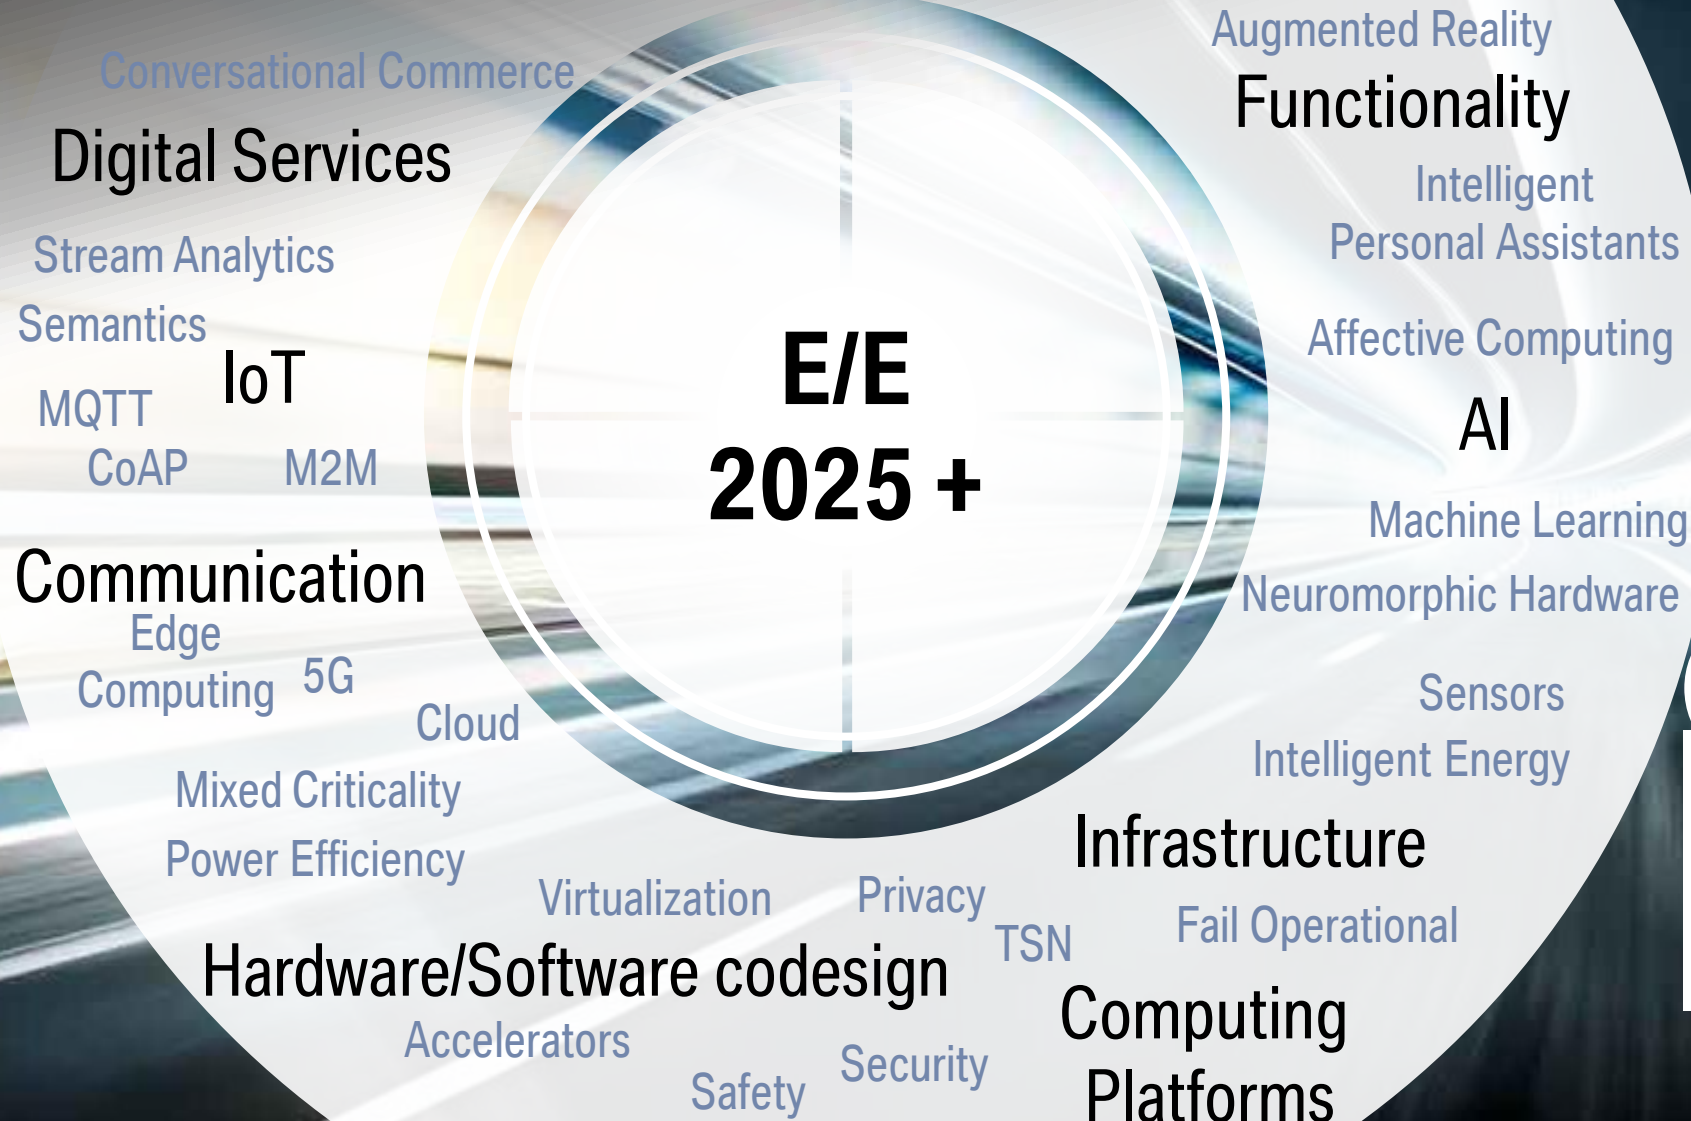 Conversational Commerce
Digital Services
Stream Analytics
Semantics
IoT
MQTT
CoAP
M2M
Communication
Edge
Computing
5G
Cloud
Mixed Criticality
Power Efficiency
Virtualization
Privacy
Hardware/Software codesign
Accelerators
Safety
Security
E/E
2025 +
Augmented Reality
Functionality
Intelligent
Personal Assistants
Affective Computing
AI
Machine Learning
Neuromorphic Hardware
Sensors
Intelligent Energy
Infrastructure
Fail Operational
TSN
Computing
Platforms